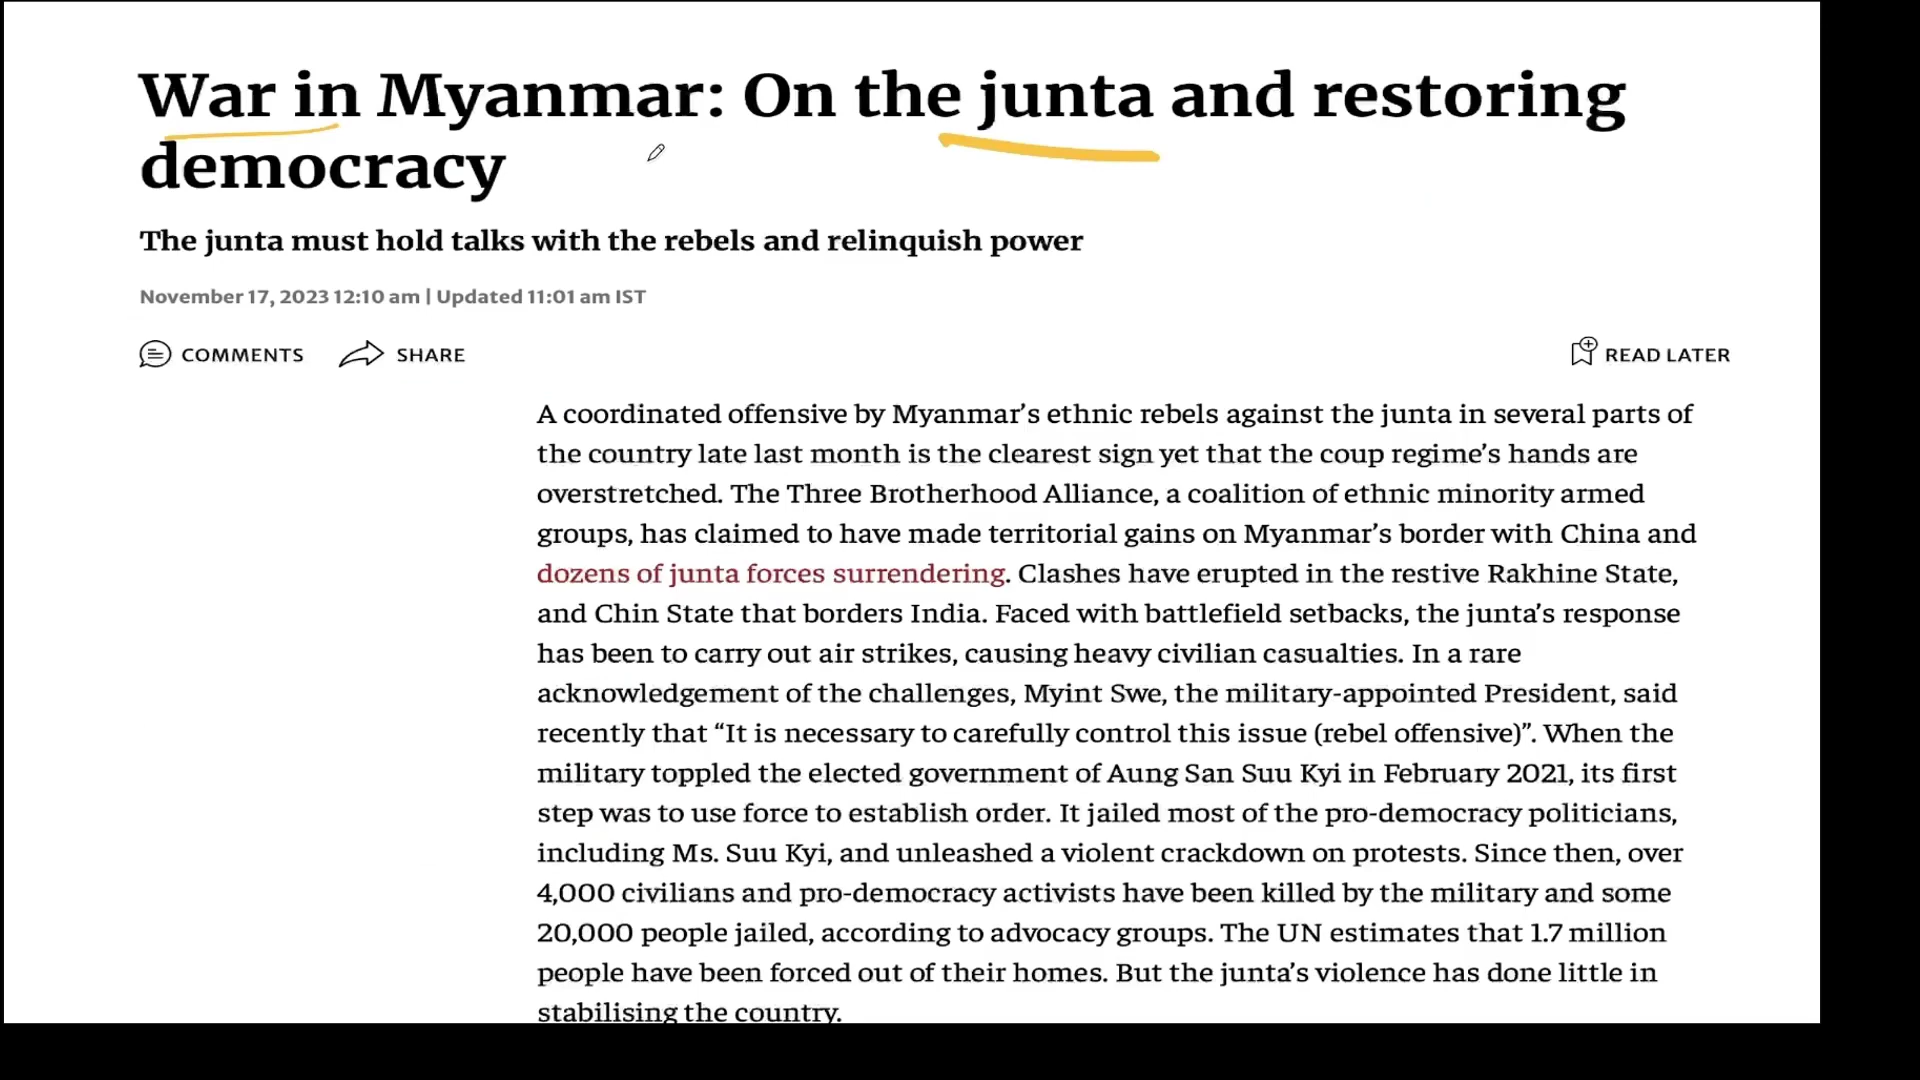 War in Myanmar: On the junta and restoring
democracy
The junta must hold talks with the rebels and relinquish power
November 17, 2023 12:10 am | Updated 11:01 am IST
COMMENTS SHARE READ LATER
A coordinated offensive by Myanmar’s ethnic rebels against the junta in several parts of
the country late last month is the clearest sign yet that the coup regime’s hands are
overstretched. The Three Brotherhood Alliance, a coalition of ethnic minority armed
groups, has claimed to have made territorial gains on Myanmar’s border with China and
dozens of junta forces surrendering. Clashes have erupted in the restive Rakhine State,
and Chin State that borders India. Faced with battlefield setbacks, the junta’s response
has been to carry out air strikes, causing heavy civilian casualties. In a rare
acknowledgement of the challenges, Myint Swe, the military-appointed President, said
recently that “It is necessary to carefully control this issue (rebel offensive)”. When the
military toppled the elected government of Aung San Suu Kyi in February 2021, its first
step was to use force to establish order. It jailed most of the pro-democracy politicians,
including Ms. Suu Kyi, and unleashed a violent crackdown on protests. Since then, over
4,000 civilians and pro-democracy activists have been killed by the military and some
20,000 people jailed, according to advocacy groups. The UN estimates that 1.7 million
people have been forced out of their homes. But the junta’s violence has done little in
stabilising the country.